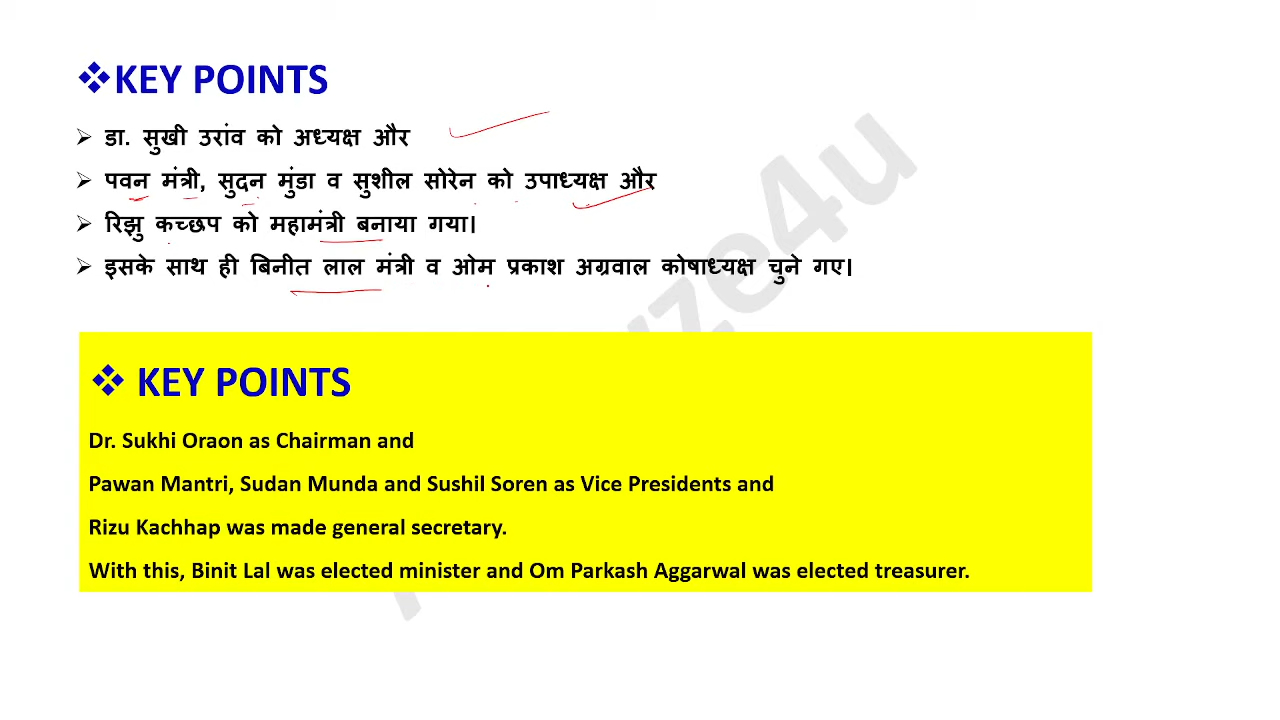 ❖KEY POINTS
➢ डा. सुखी उरांव को अध्यक्ष और
➢ पवन मंत्री, सुदन मुंडा व सुशील सोरेन को उपाध्यक्ष और
➢ रिझु कच्छप को महामंत्री बनाया गया।
➢ इसके साथ ही बिनीत लाल मंत्री व ओम प्रकाश अग्रवाल कोषाध्यक्ष चुने गए।
❖ KEY POINTS
Dr. Sukhi Oraon as Chairman and
Pawan Mantri, Sudan Munda and Sushil Soren as Vice Presidents and
Rizu Kachhap was made general secretary.
With this, Binit Lal was elected minister and Om Parkash Aggarwal was elected treasurer.